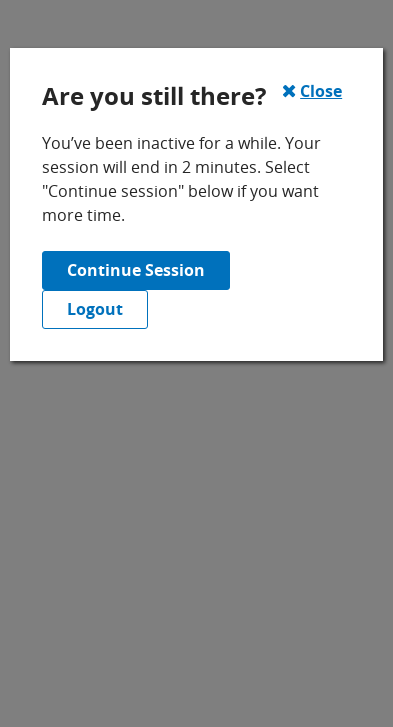 Are you still there?
Close
You’ve been inactive for a while. Your
session will end in 2 minutes. Select
"Continue session" below if you want
more time.
Continue Session
Logout